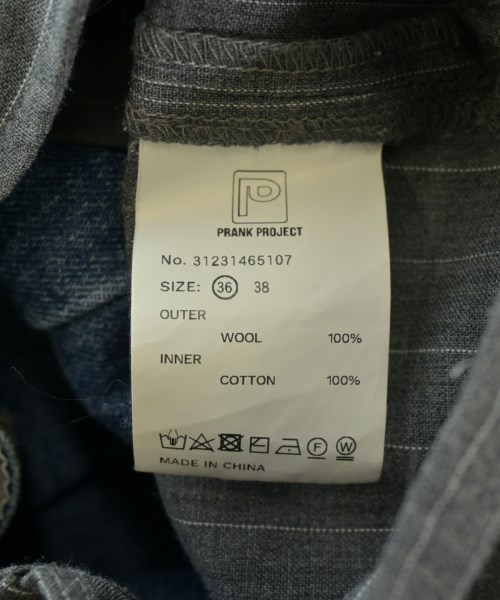 P
PRANK PROJECT
No. 31231465107
SIZE: 36 38
OUTER
WOOL 100%
INNER
COTTON 100%
F W
MADE IN CHINA